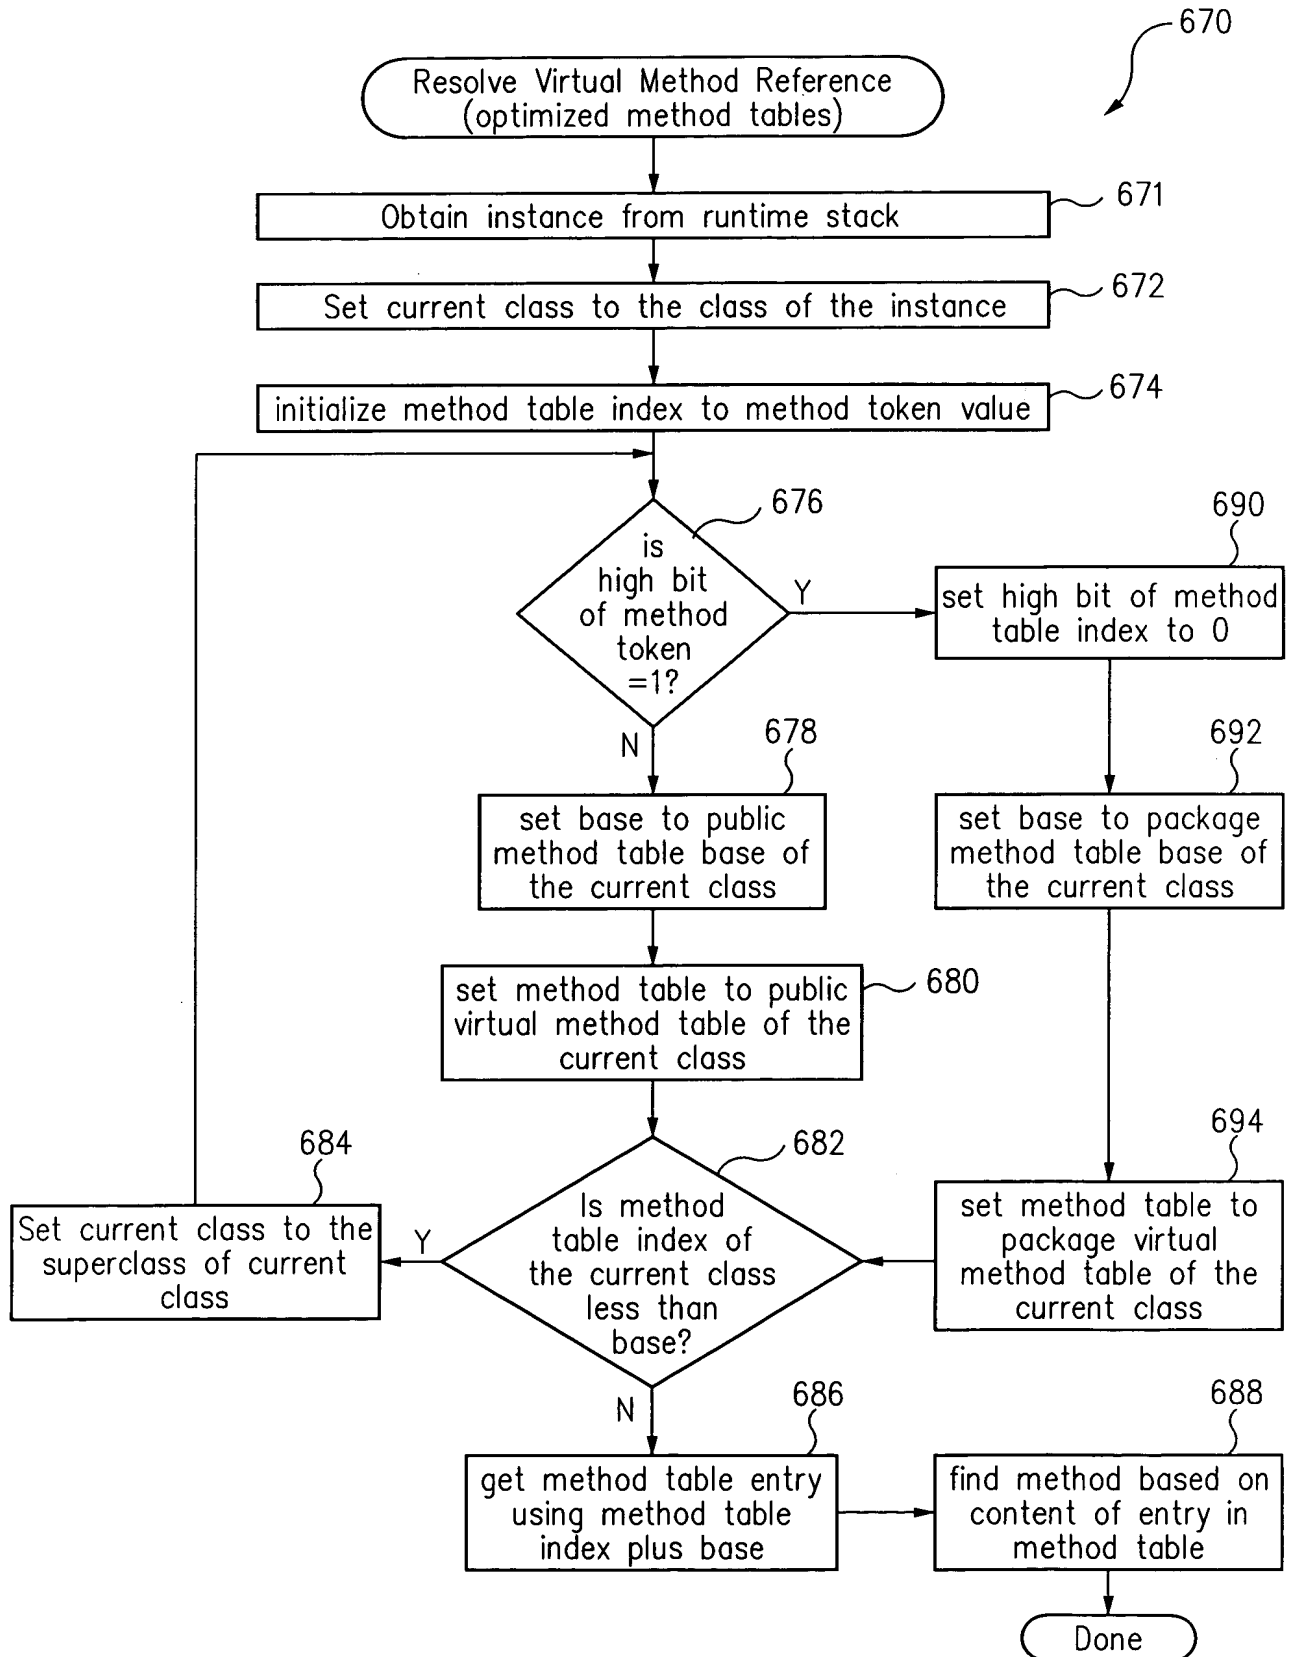 670
Resolve Virtual Method Reference
(optimized method tables)
671
Obtain instance from runtime stack
672
Set current class to the class of the instance
674
initialize method table index to method token value
676
is
high bit
of method
token
=1?
Y
N
690
set high bit of method
table index to 0
678
set base to public
method table base of
the current class
692
set base to package
method table base of
the current class
680
set method table to public
virtual method table of the
current class
682
Is method
table index of
the current class
less than
base?
Y
N
684
Set current class to the
superclass of current
class
694
set method table to
package virtual
method table of the
current class
686
get method table entry
using method table
index plus base
688
find method based on
content of entry in
method table
Done